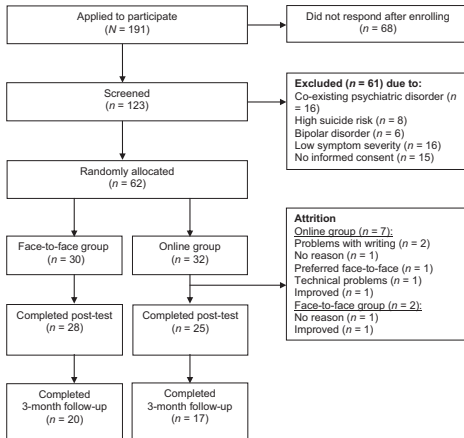 Applied to participate
(N = 191)
Did not respond after enrolling
(n = 68)
Screened
(n = 123)
Excluded (n = 61) due to:
Co-existing psychiatric disorder (n
= 16)
High suicide risk (n = 8)
Bipolar disorder (n = 6)
Low symptom severity (n = 16)
No informed consent (n = 15)
Randomly allocated
(n = 62)
Face-to-face group
(n = 30)
Online group
(n = 32)
Attrition
Online group (n = 7):
Problems with writing (n = 2)
No reason (n = 1)
Preferred face-to-face (n = 1)
Technical problems (n = 1)
Improved (n = 1)
Face-to-face group (n = 2):
No reason (n = 1)
Improved (n = 1)
Completed post-test
(n = 28)
Completed post-test
(n = 25)
Completed
3-month follow-up
(n = 20)
Completed
3-month follow-up
(n = 17)